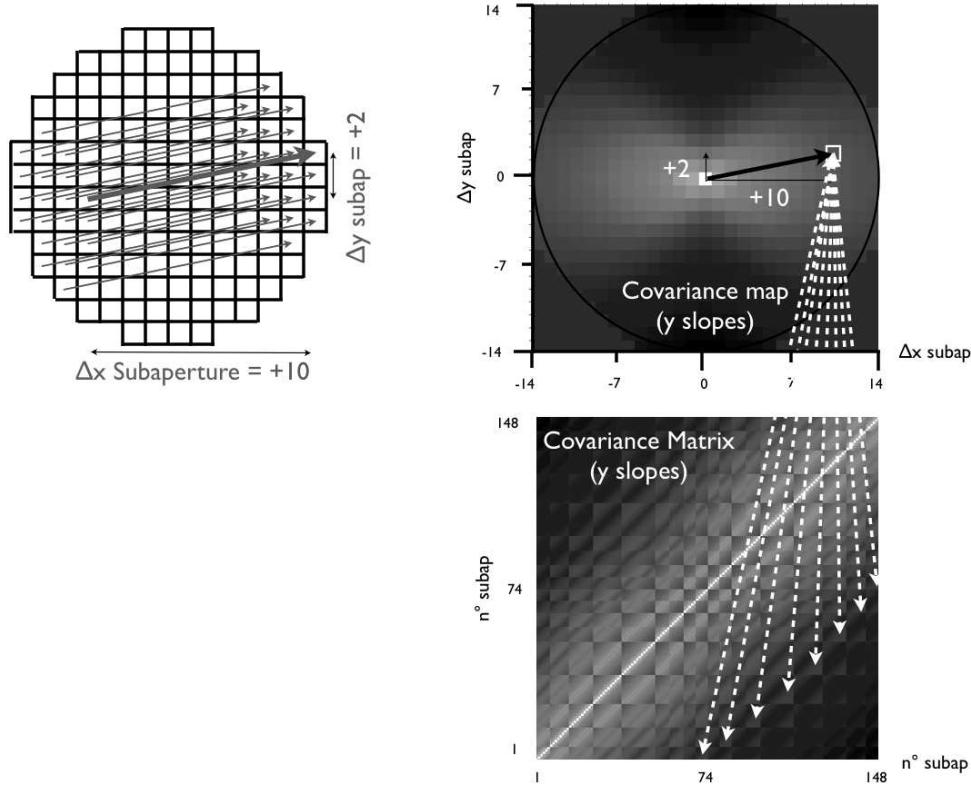 Δy subap = +2
Δx Subaperture = +10
14
7
0
-7
-14
Δy subap
+2
+10
Covariance map
(y slopes)
-14
-7
0
7
14
Δx subap
148
74
1
n° subap
Covariance Matrix
(y slopes)
1
74
148
n° subap